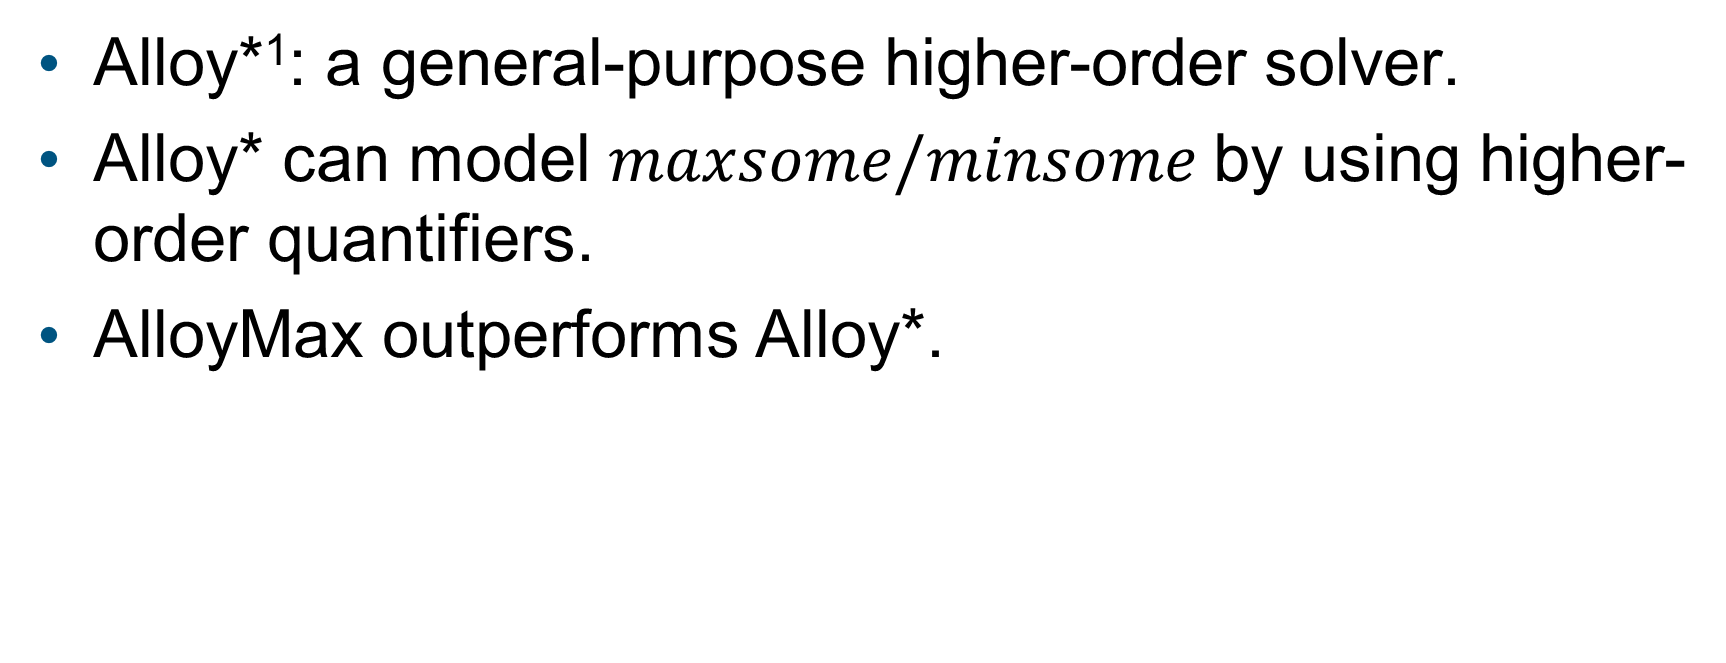 • Alloy*¹: a general-purpose higher-order solver.
• Alloy* can model maxsome/minsome by using higher-
order quantifiers.
• AlloyMax outperforms Alloy*.